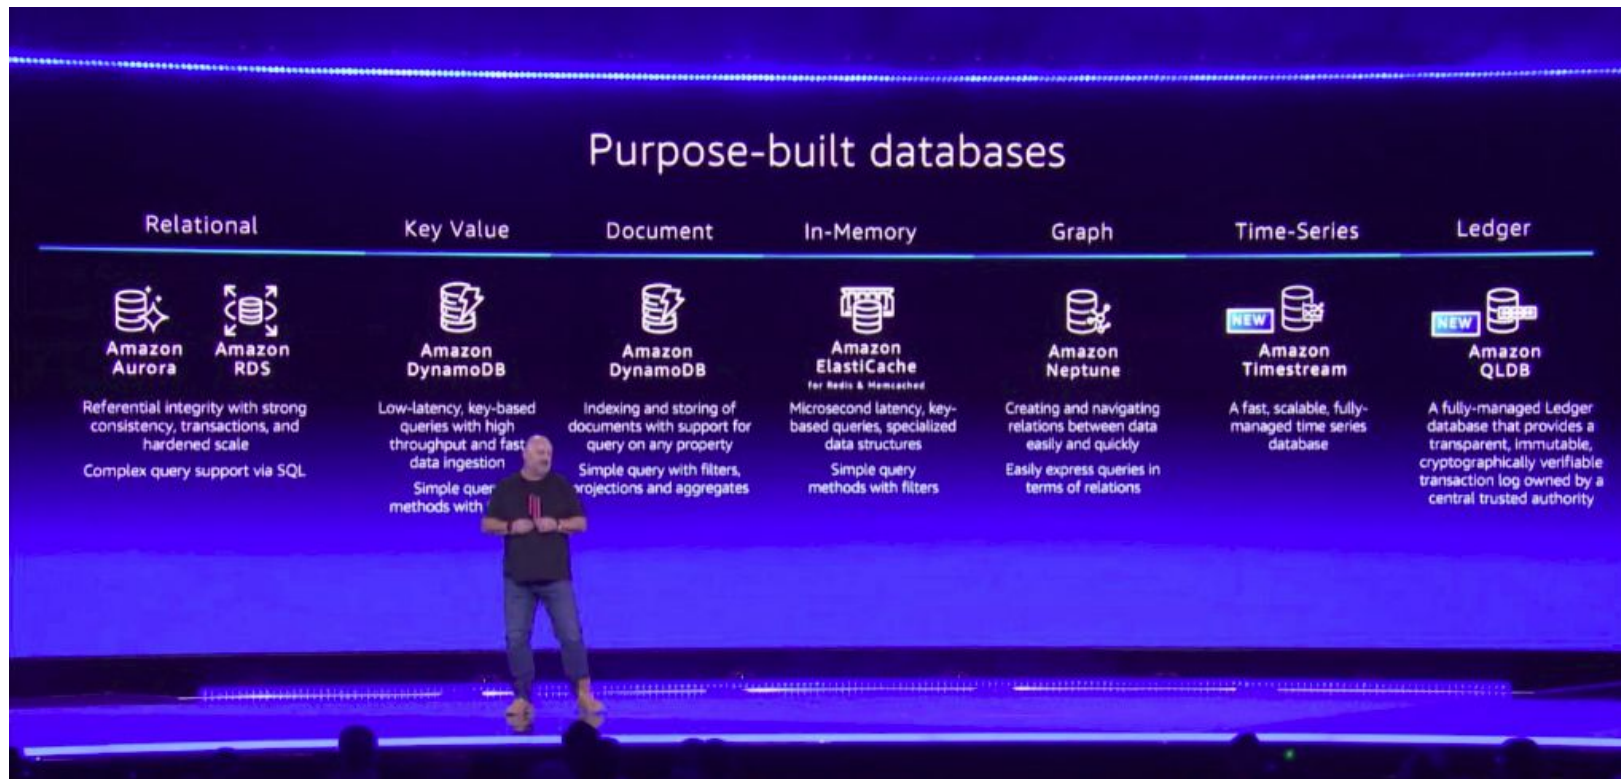 Purpose-built databases
Relational
Key Value
Document
In-Memory
Graph
Time-Series
Ledger
Amazon
Aurora
Amazon
RDS
Referential integrity with strong
consistency, transactions, and
hardened scale
Complex query support via SQL
Amazon
DynamoDB
Low-latency, key-based
queries with high
throughput and fast
data ingestion
Simple
methods with
Amazon
DynamoDB
Indexing and storing of
documents with support for
query on any property
Simple query with filters,
projections and aggregates
Amazon
ElastiCache
for Redis & Memcached
Microsecond latency, key-
based queries, specialized
data structures
Simple query
methods with filters
Amazon
Neptune
Creating and navigating
relations between data
easily and quickly
Easily express queries in
terms of relations
NEW
Amazon
Timestream
A fast, scalable, fully-
managed time series
database
NEW
Amazon
QLDB
A fully-managed Ledger
database that provides a
transparent, immutable,
cryptographically verifiable
transaction log owned by a
central trusted authority